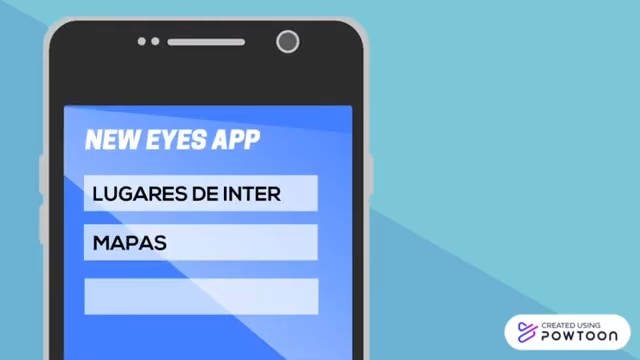 NEW EYES APP
LUGARES DE INTER
MAPAS
CREATED USING
POWTOON